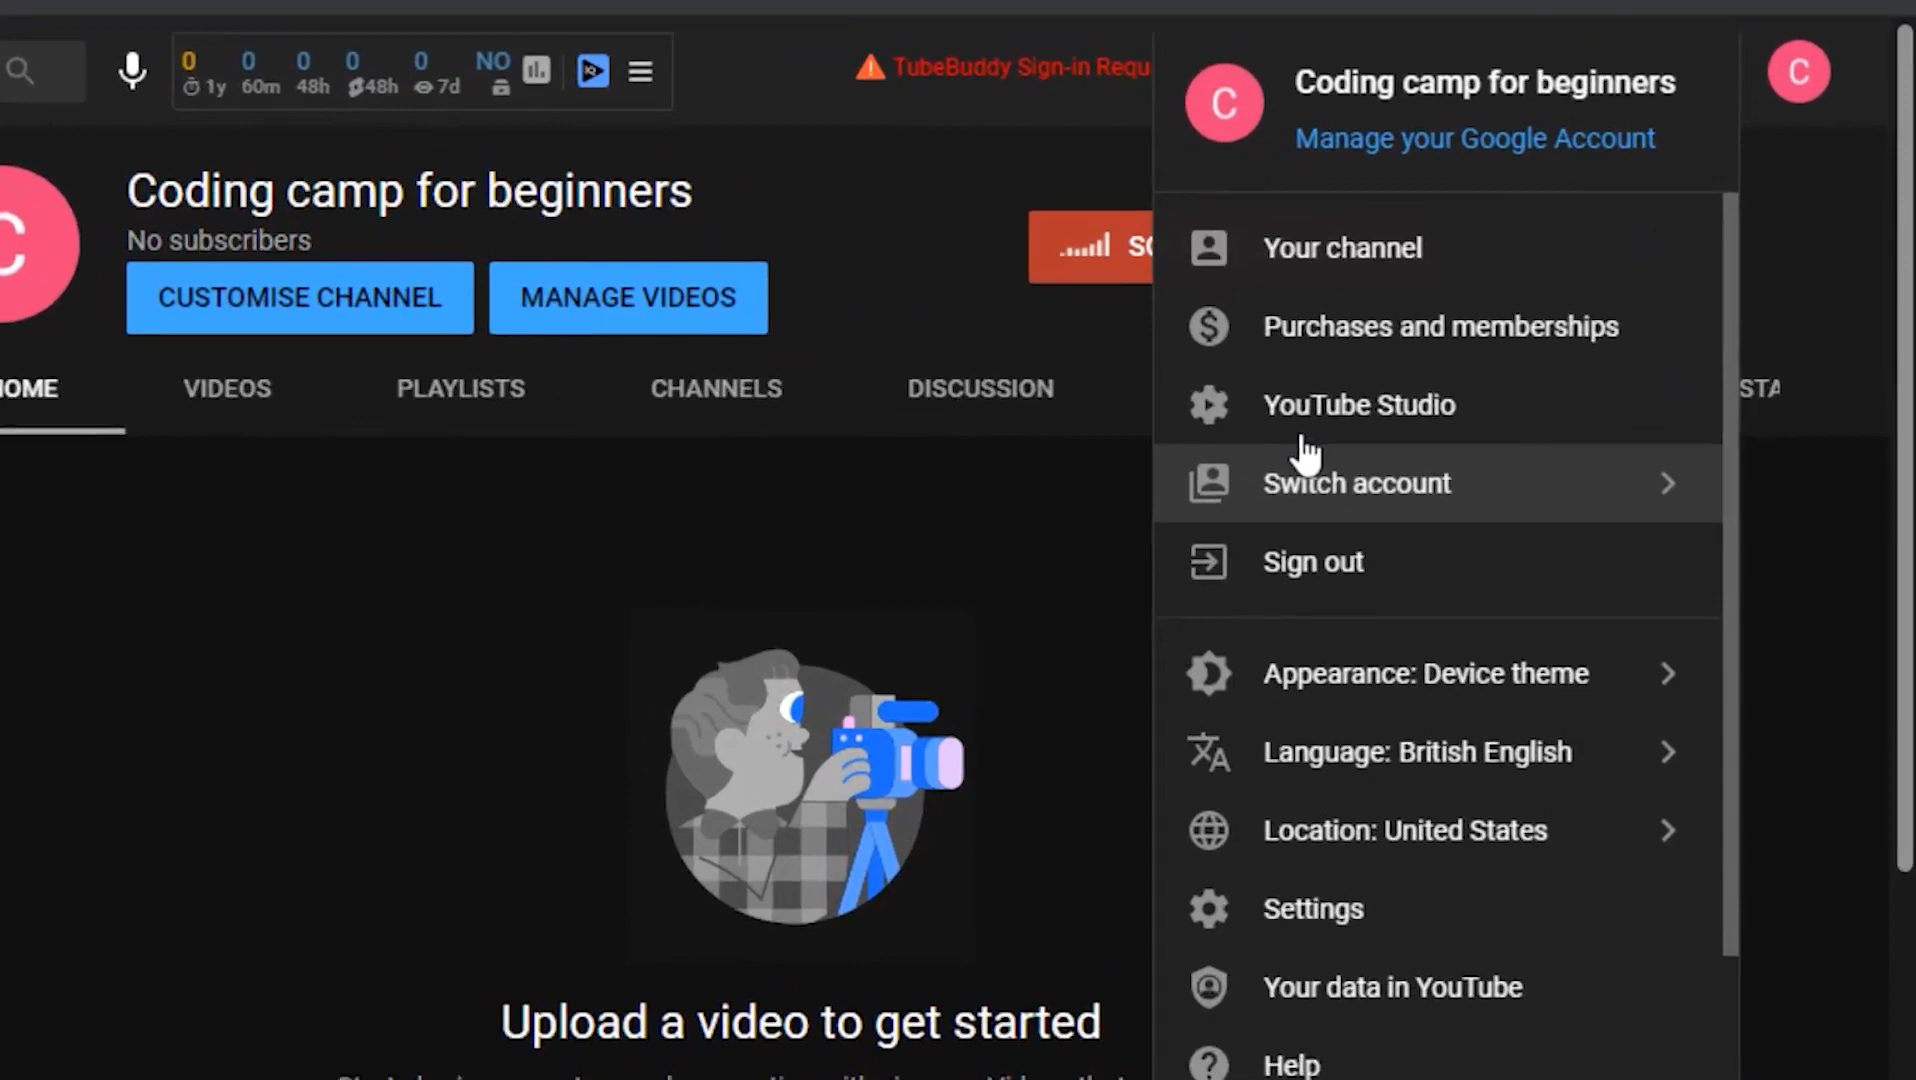 0 0 0 0 0 NO
1y 60m 48h 48h 7d
TubeBuddy Sign-in Requ
C
Coding camp for beginners
Manage your Google Account
C
C
Coding camp for beginners
No subscribers
CUSTOMISE CHANNEL
MANAGE VIDEOS
HOME
VIDEOS
PLAYLISTS
CHANNELS
DISCUSSION
STA
Your channel
Purchases and memberships
YouTube Studio
Switch account
Sign out
Appearance: Device theme
Language: British English
Location: United States
Settings
Your data in YouTube
Help
Upload a video to get started